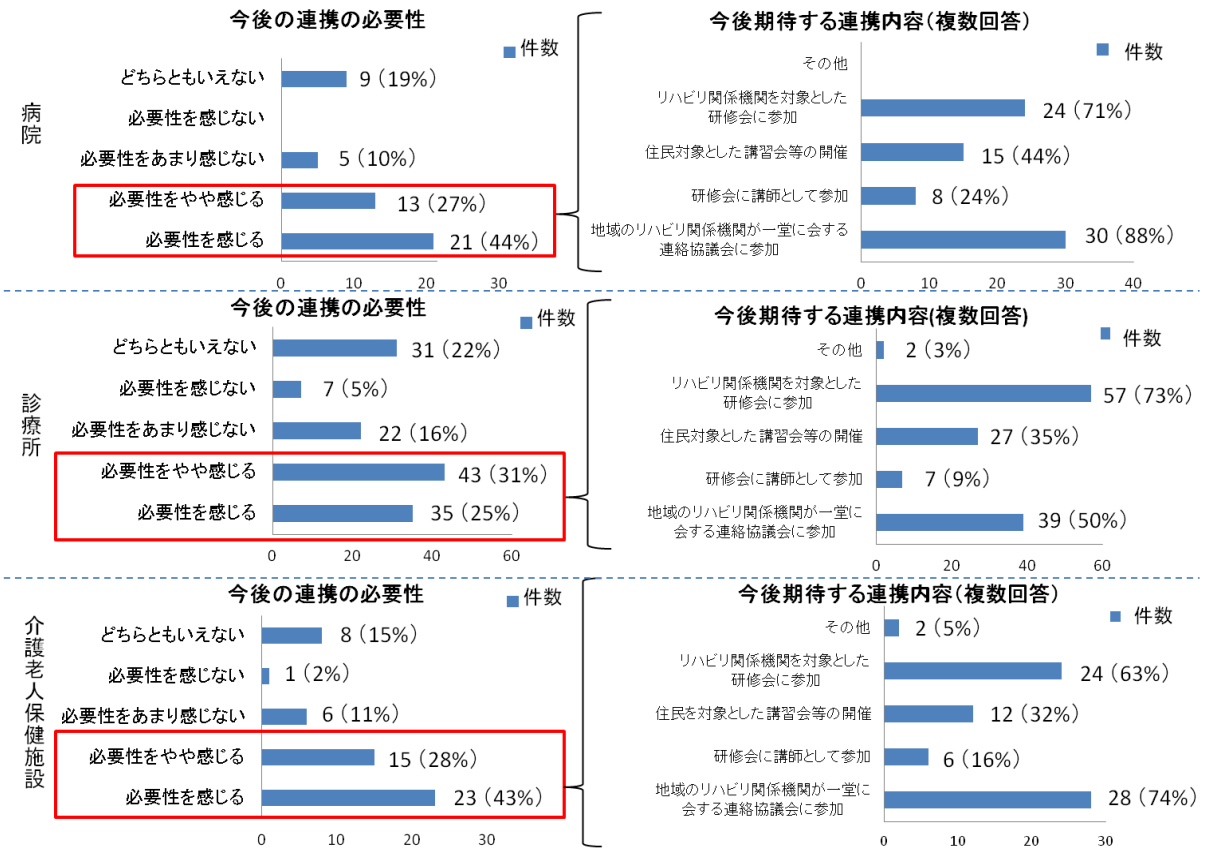 病院
今後の連携の必要性
件数
どちらともいえない
9（19%）
必要性を感じない
必要性をあまり感じない
5（10%）
必要性をやや感じる
13（27%）
必要性を感じる
21（44%）
0 10 20 30
今後期待する連携内容（複数回答）
件数
その他
リハビリ関係機関を対象とした
研修会に参加
24（71%）
住民対象とした講習会等の開催
15（44%）
研修会に講師として参加
8（24%）
地域のリハビリ関係機関が一堂に会する
連絡協議会に参加
30（88%）
0 10 20 30 40
診療所
今後の連携の必要性
件数
どちらともいえない
31（22%）
必要性を感じない
7（5%）
必要性をあまり感じない
22（16%）
必要性をやや感じる
43（31%）
必要性を感じる
35（25%）
0 20 40 60
今後期待する連携内容(複数回答)
件数
その他
2（3%）
リハビリ関係機関を対象とした
研修会に参加
57（73%）
住民対象とした講習会等の開催
27（35%）
研修会に講師として参加
7（9%）
地域のリハビリ関係機関が一堂に
会する連絡協議会に参加
39（50%）
0 20 40 60
介護老人保健施設
今後の連携の必要性
件数
どちらともいえない
8（15%）
必要性を感じない
1（2%）
必要性をあまり感じない
6（11%）
必要性をやや感じる
15（28%）
必要性を感じる
23（43%）
0 10 20 30
今後期待する連携内容（複数回答）
件数
その他
2（5%）
リハビリ関係機関を対象とした
研修会に参加
24（63%）
住民を対象とした講習会等の開催
12（32%）
研修会に講師として参加
6（16%）
地域のリハビリ関係機関が一堂に
会する連絡協議会に参加
28（74%）
0 10 20 30